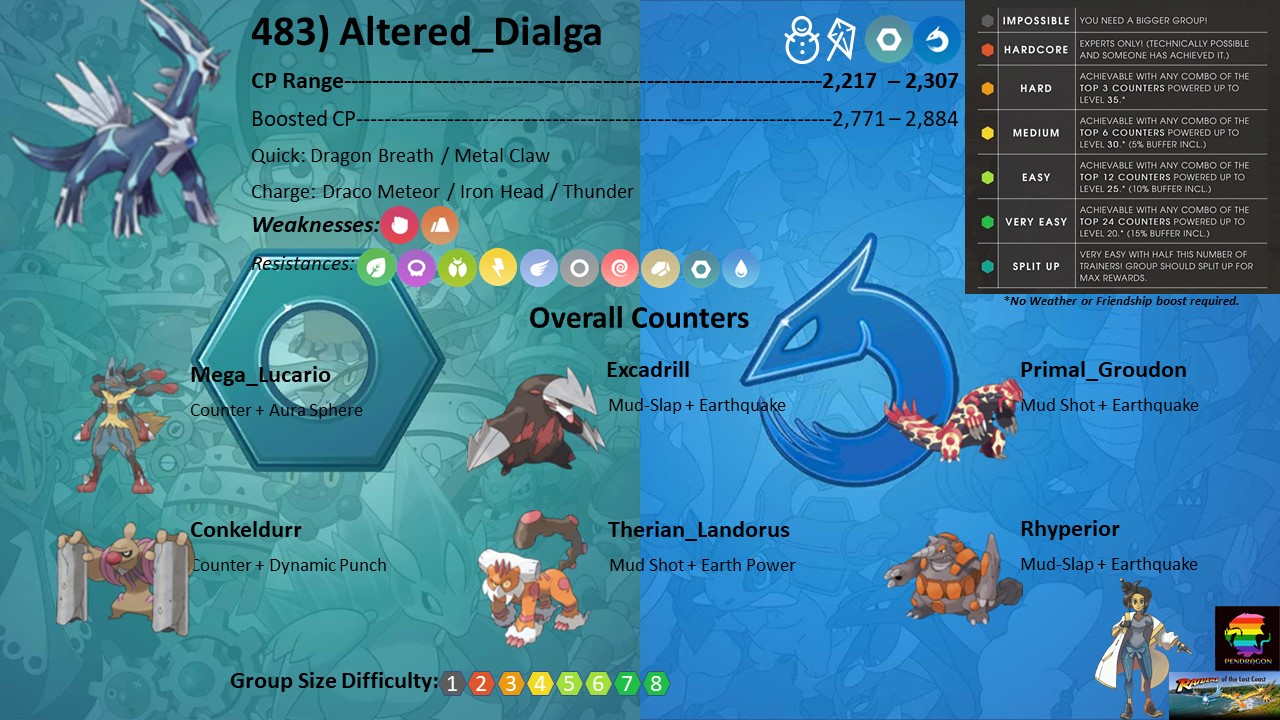 483) Altered_Dialga
CP Range----------------------------------------------------------------------2,217 – 2,307
Boosted CP----------------------------------------------------------------------2,771 – 2,884
Quick: Dragon Breath / Metal Claw
Charge: Draco Meteor / Iron Head / Thunder
Weaknesses:
Resistances:
IMPOSSIBLE YOU NEED A BIGGER GROUP!
HARDCORE EXPERTS ONLY! (TECHNICALLY POSSIBLE
AND SOMEONE HAS ACHIEVED IT.)
HARD ACHIEVABLE WITH ANY COMBO OF THE
TOP 3 COUNTERS POWERED UP TO
LEVEL 35.*
MEDIUM ACHIEVABLE WITH ANY COMBO OF THE
TOP 6 COUNTERS POWERED UP TO
LEVEL 30.* (5% BUFFER INCL.)
EASY ACHIEVABLE WITH ANY COMBO OF THE
TOP 12 COUNTERS POWERED UP TO
LEVEL 25.* (10% BUFFER INCL.)
VERY EASY ACHIEVABLE WITH ANY COMBO OF THE
TOP 24 COUNTERS POWERED UP TO
LEVEL 20.* (15% BUFFER INCL.)
SPLIT UP VERY EASY WITH HALF THIS NUMBER OF
TRAINERS! GROUP SHOULD SPLIT UP FOR
MAX REWARDS.
*No Weather or Friendship boost required.
Overall Counters
Mega_Lucario
Counter + Aura Sphere
Excadrill
Mud-Slap + Earthquake
Primal_Groudon
Mud Shot + Earthquake
Conkeldurr
Counter + Dynamic Punch
Therian_Landorus
Mud Shot + Earth Power
Rhyperior
Mud-Slap + Earthquake
Group Size Difficulty: 1 2 3 4 5 6 7 8
PENDRAGON
RAIDERS of the Lost Coast